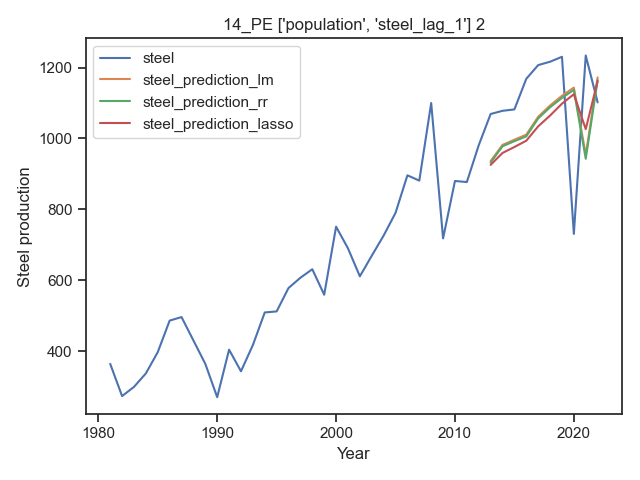 14_PE ['population', 'steel_lag_1'] 2
steel
steel_prediction_lm
steel_prediction_rr
steel_prediction_lasso
Steel production
1200
1000
800
600
400
1980
1990
2000
2010
2020
Year